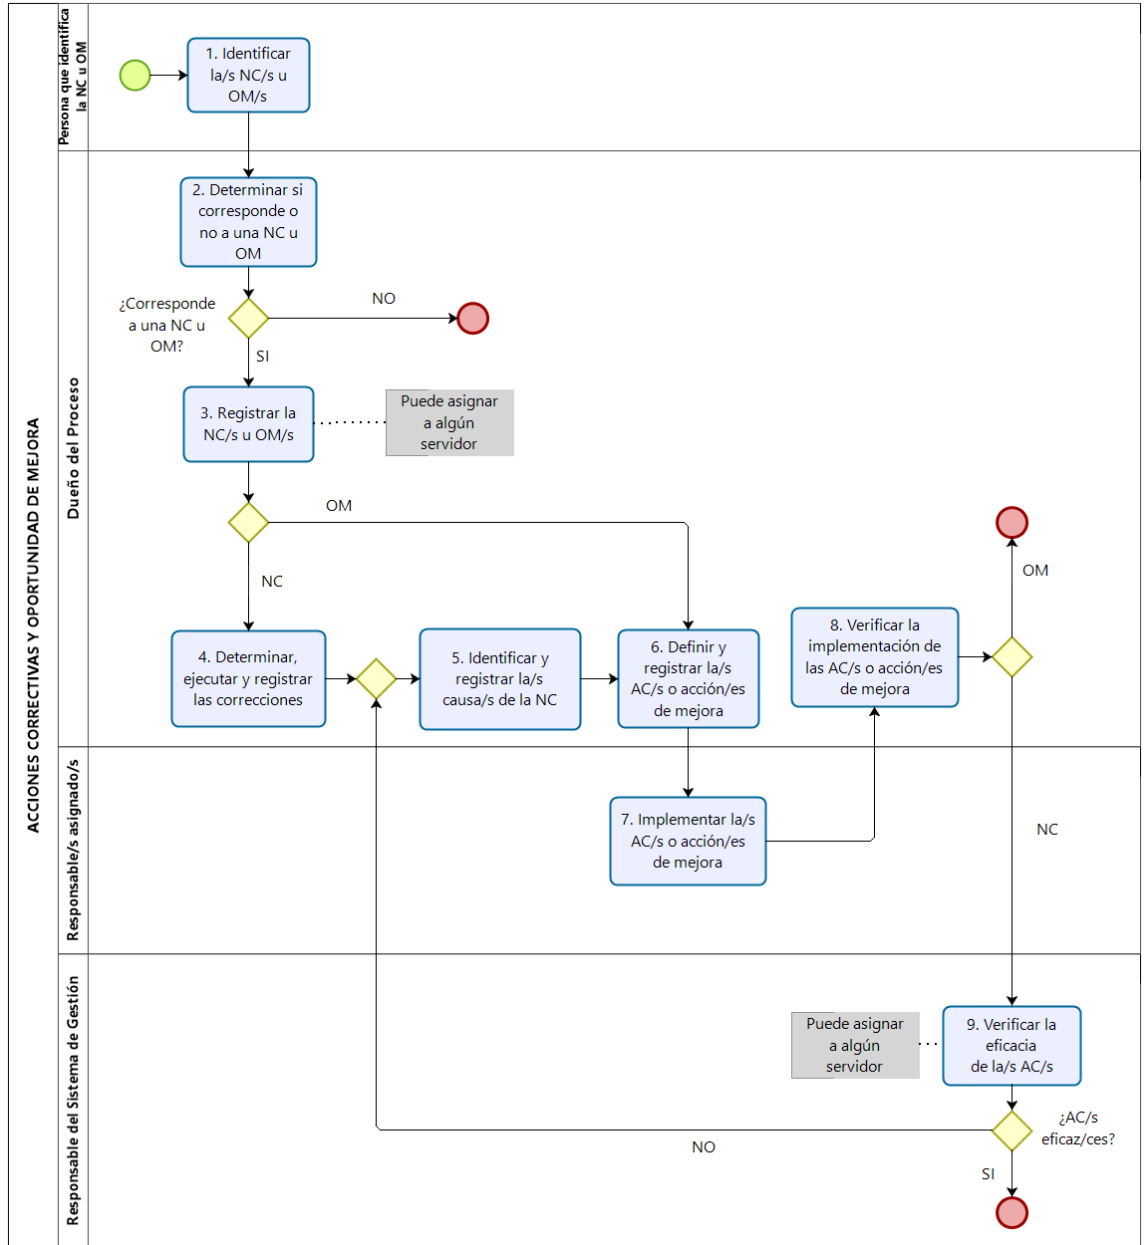 ACCIONES CORRECTIVAS Y OPORTUNIDAD DE MEJORA
Persona que identifica
la NC u OM
1. Identificar
la/s NC/s u
OM/s
Dueño del Proceso
2. Determinar si
corresponde o
no a una NC u
OM
¿Corresponde
a una NC u
OM?
NO
SI
3. Registrar la
NC/s u OM/s
Puede asignar
a algún
servidor
OM
NC
4. Determinar,
ejecutar y registrar
las correcciones
5. Identificar y
registrar la/s
causa/s de la NC
6. Definir y
registrar la/s
AC/s o acción/es
de mejora
8. Verificar la
implementación de
las AC/s o acción/es
de mejora
OM
NC
Responsable/s asignado/s
7. Implementar la/s
AC/s o acción/es
de mejora
Responsable del Sistema de Gestión
Puede asignar
a algún
servidor
9. Verificar la
eficacia
de la/s AC/s
¿AC/s
eficaz/ces?
NO
SI